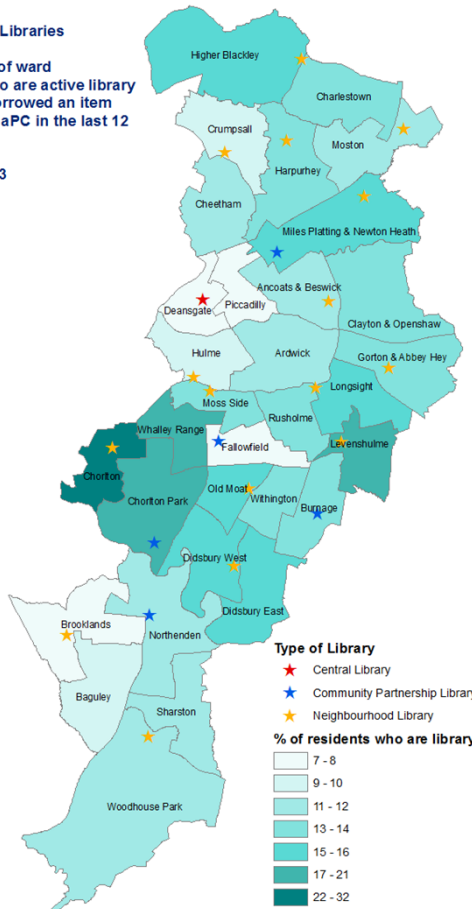 Libraries
of ward
o are active library
orrowed an item
aPC in the last 12
3
Higher Blackley
Charlestown
Crumpsall
Moston
Harpurhey
Cheetham
Miles Platting & Newton Heath
Ancoats & Beswick
Piccadilly
Deansgate
Clayton & Openshaw
Hulme
Ardwick
Gorton & Abbey Hey
Longsight
Moss Side
Rusholme
Whalley Range
Fallowfield
Levenshulme
Chorlton
Old Moat
Withington
Chorlton Park
Burnage
Didsbury West
Didsbury East
Brooklands
Northenden
Baguley
Sharston
Woodhouse Park
Type of Library
Central Library
Community Partnership Library
Neighbourhood Library
% of residents who are library
7 - 8
9 - 10
11 - 12
13 - 14
15 - 16
17 - 21
22 - 32